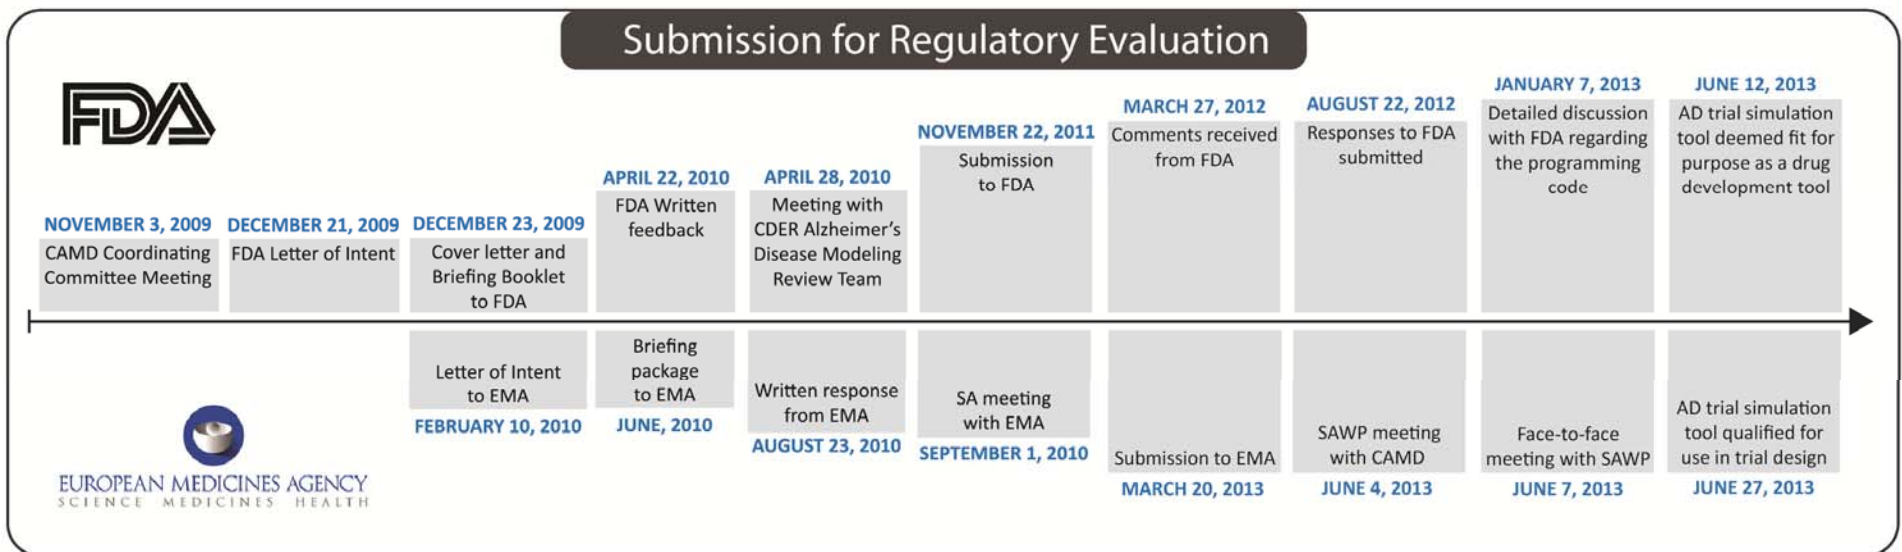 Submission for Regulatory Evaluation
FDA
NOVEMBER 3, 2009
CAMD Coordinating
Committee Meeting
DECEMBER 21, 2009
FDA Letter of Intent
DECEMBER 23, 2009
Cover letter and
Briefing Booklet
to FDA
APRIL 22, 2010
FDA Written
feedback
APRIL 28, 2010
Meeting with
CDER Alzheimer's
Disease Modeling
Review Team
NOVEMBER 22, 2011
Submission
to FDA
MARCH 27, 2012
Comments received
from FDA
AUGUST 22, 2012
Responses to FDA
submitted
JANUARY 7, 2013
Detailed discussion
with FDA regarding
the programming
code
JUNE 12, 2013
AD trial simulation
tool deemed fit for
purpose as a drug
development tool
EUROPEAN MEDICINES AGENCY
SCIENCE MEDICINES HEALTH
Letter of Intent
to EMA
FEBRUARY 10, 2010
Briefing
package
to EMA
JUNE, 2010
Written response
from EMA
AUGUST 23, 2010
SA meeting
with EMA
SEPTEMBER 1, 2010
Submission to EMA
MARCH 20, 2013
SAWP meeting
with CAMD
JUNE 4, 2013
Face-to-face
meeting with SAWP
JUNE 7, 2013
AD trial simulation
tool qualified for
use in trial design
JUNE 27, 2013